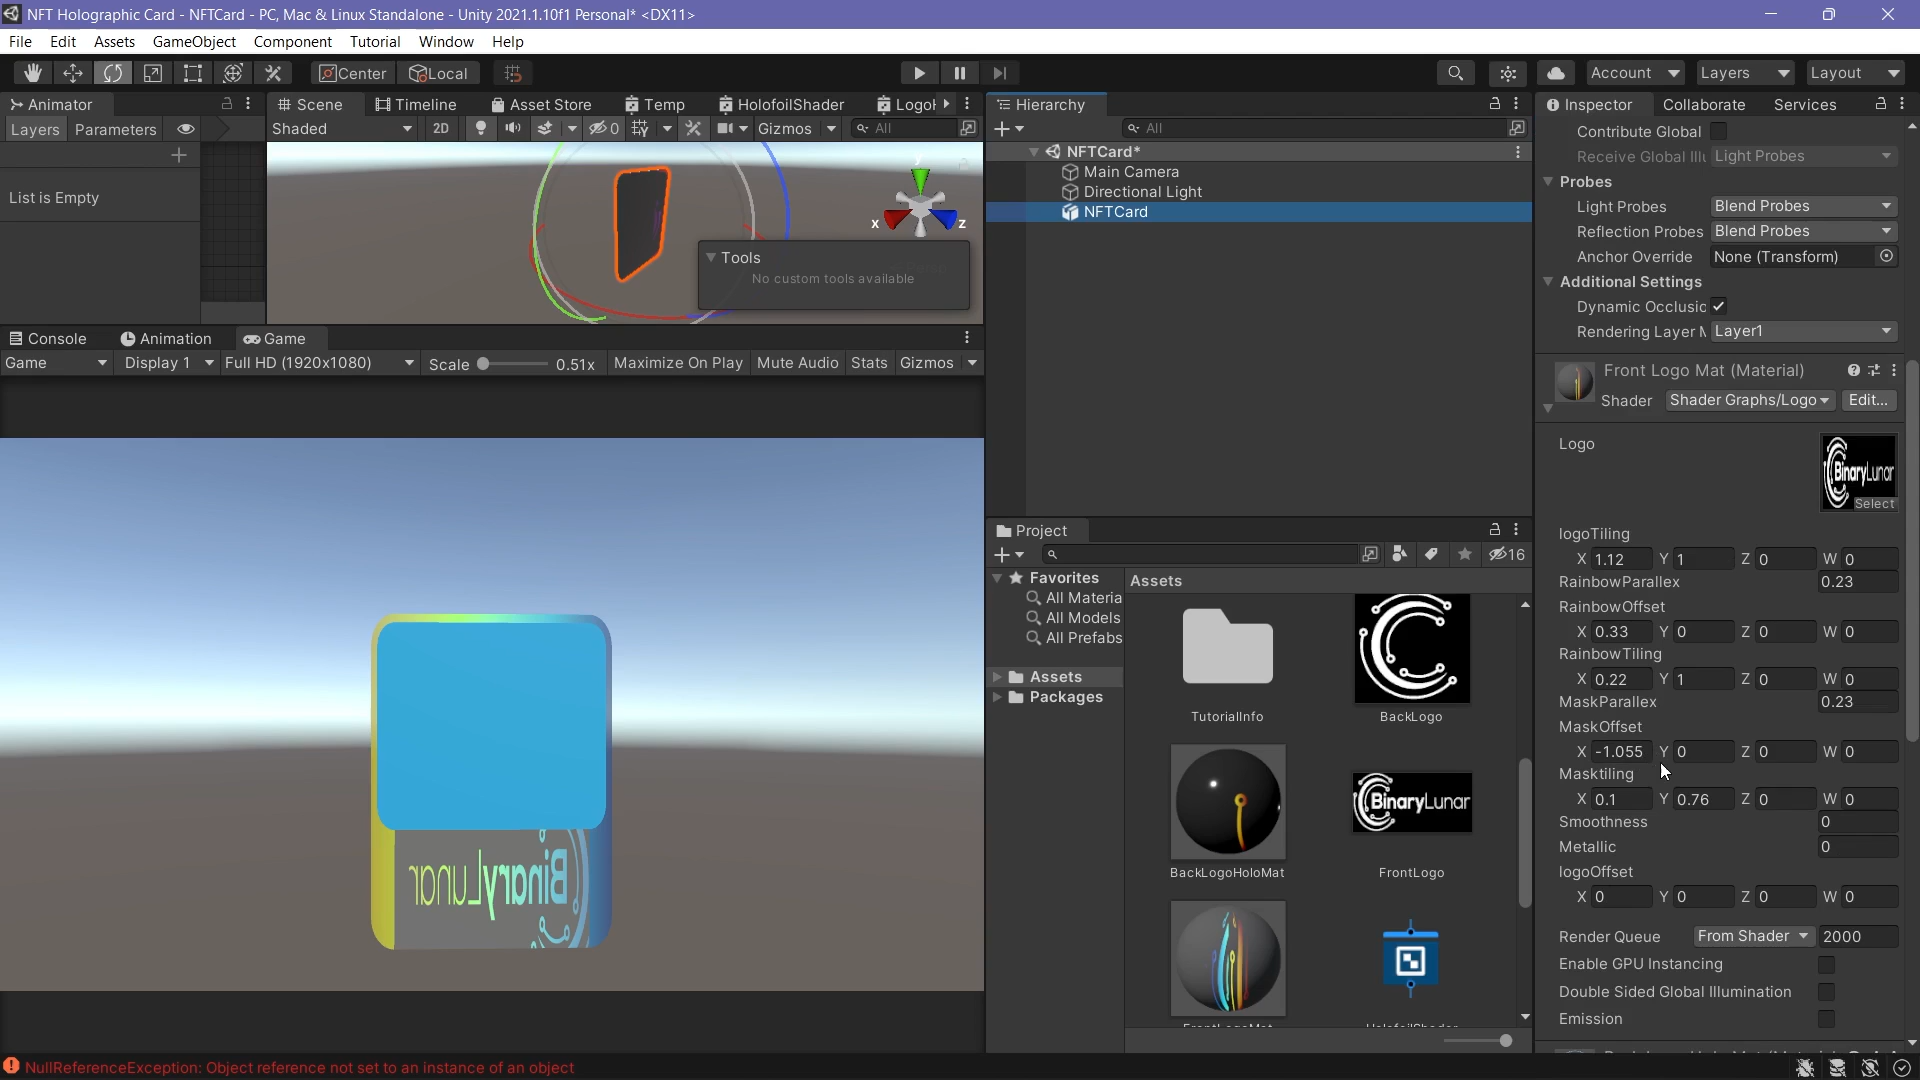 NFT Holographic Card - NFTCard - PC, Mac & Linux Standalone - Unity 2021.1.10f1 Personal* <DX11>
File Edit Assets GameObject Component Tutorial Window Help
Center Local Account Layers Layout
Animator
Layers Parameters
List is Empty
Scene Timeline Asset Store Temp HolofoilShader Logo
Shaded 2D 0 Gizmos All
y
x z
Tools
No custom tools available
Console Animation Game
Game Display 1 Full HD (1920x1080) Scale 0.51x Maximize On Play Mute Audio Stats Gizmos
BinaryLunar
Hierarchy
All
NFTCard*
Main Camera
Directional Light
NFTCard
Project
16
Favorites
All Materia
All Models
All Prefabs
Assets
Packages
Assets
TutorialInfo
BackLogo
BackLogoHoloMat
BinaryLunar
FrontLogo
Inspector Collaborate Services
Contribute Global
Receive Global Illu Light Probes
Probes
Light Probes Blend Probes
Reflection Probes Blend Probes
Anchor Override None (Transform)
Additional Settings
Dynamic Occlusic
Rendering Layer M Layer1
Front Logo Mat (Material)
Shader Shader Graphs/Logo Edit...
Logo
BinaryLunar
Select
logoTiling
X 1.12 Y 1 Z 0 W 0
RainbowParallex 0.23
RainbowOffset
X 0.33 Y 0 Z 0 W 0
RainbowTiling
X 0.22 Y 1 Z 0 W 0
MaskParallex 0.23
MaskOffset
X -1.055 Y 0 Z 0 W 0
Masktiling
X 0.1 Y 0.76 Z 0 W 0
Smoothness 0
Metallic 0
logoOffset
X 0 Y 0 Z 0 W 0
Render Queue From Shader 2000
Enable GPU Instancing
Double Sided Global Illumination
Emission
NullReferenceException: Object reference not set to an instance of an object